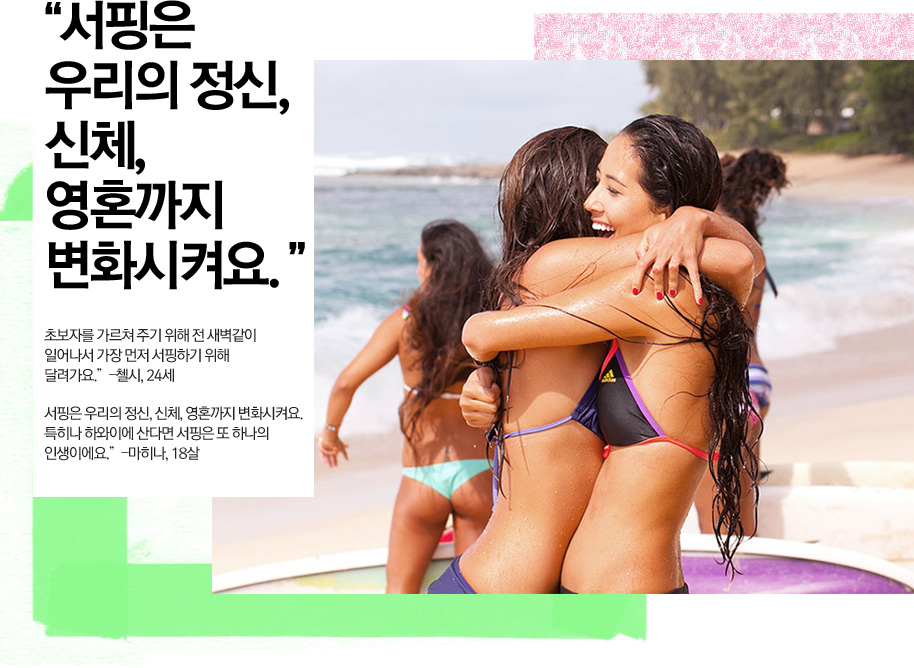 “서핑은
우리의 정신,
신체,
영혼까지
변화시켜요. ”
초보자를 가르쳐 주기 위해 전 새벽같이
일어나서 가장 먼저 서핑하기 위해
달려가요.” –첼시, 24세
서핑은 우리의 정신, 신체, 영혼까지 변화시켜요.
특히나 하와이에 산다면 서핑은 또 하나의
인생이에요.” –마히나, 18살
adidas